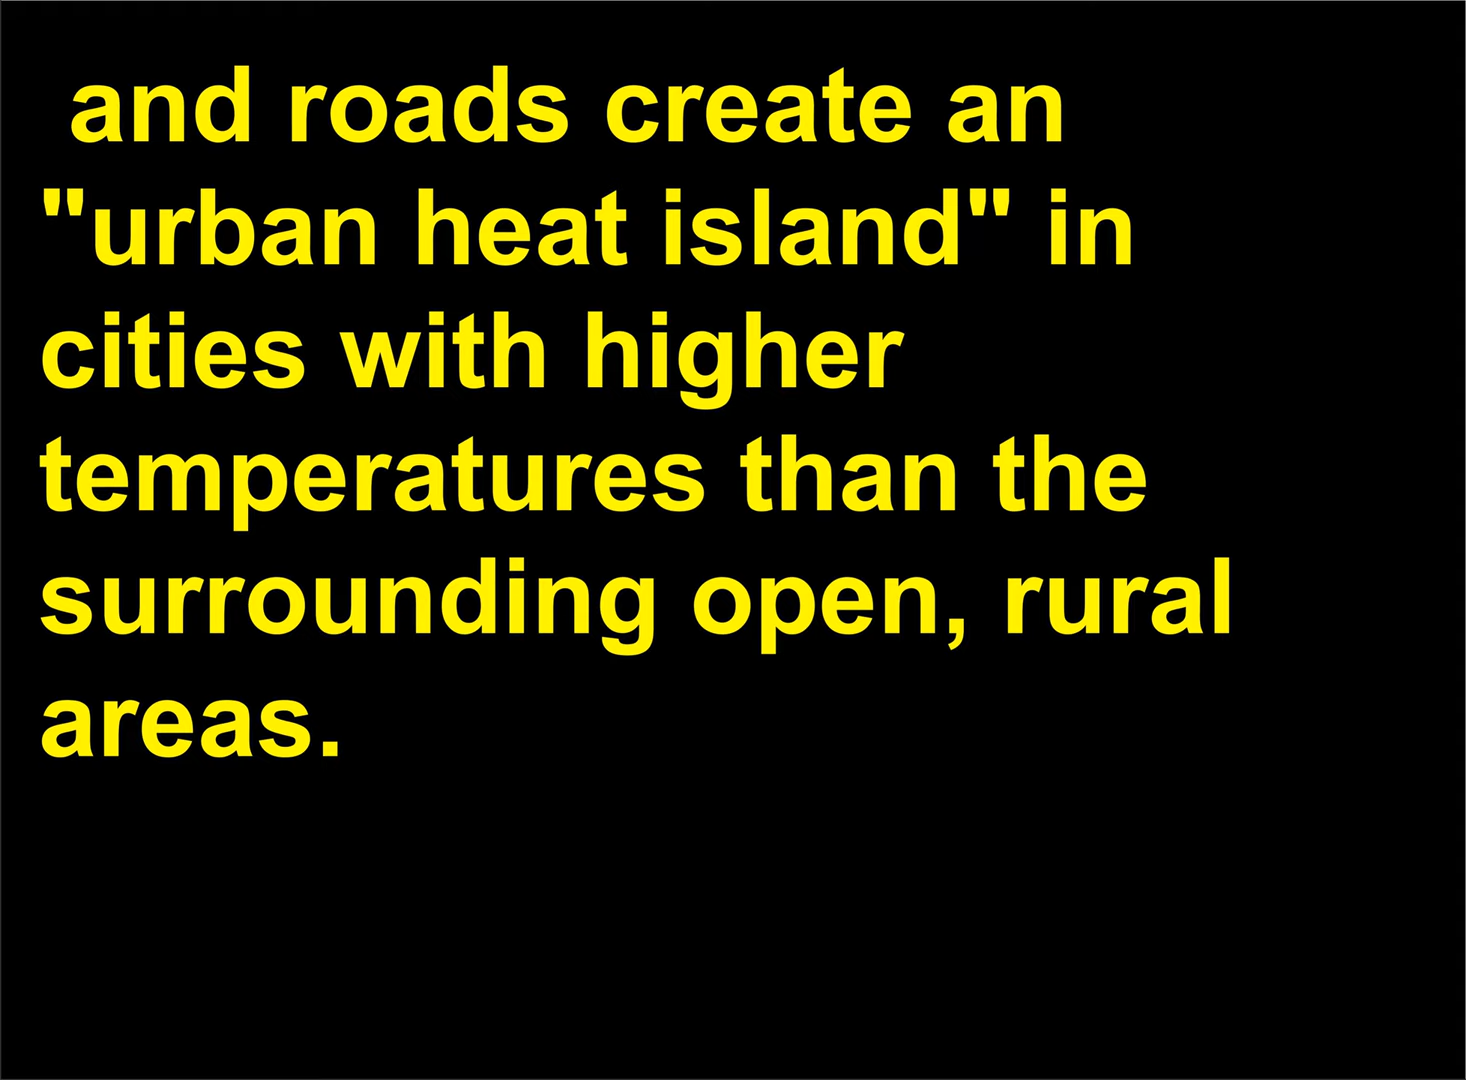 and roads create an
"urban heat island" in
cities with higher
temperatures than the
surrounding open, rural
areas.